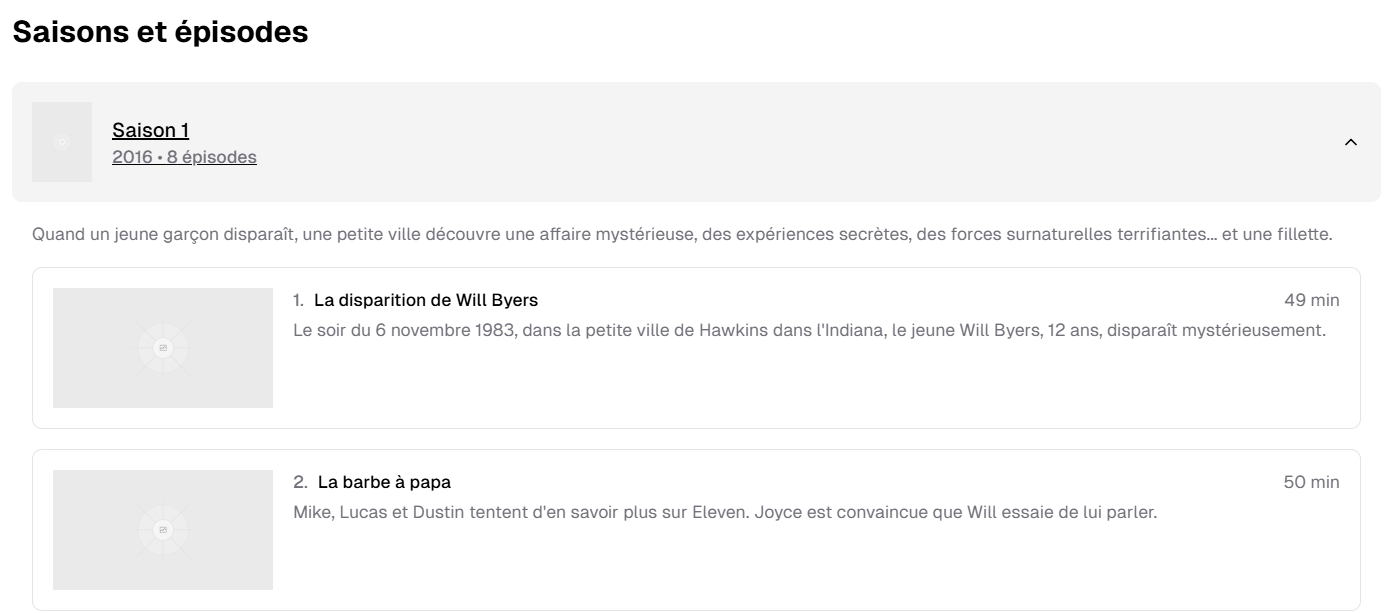 Saisons et épisodes
Saison 1
2016 • 8 épisodes
Quand un jeune garçon disparaît, une petite ville découvre une affaire mystérieuse, des expériences secrètes, des forces surnaturelles terrifiantes... et une fillette.
1. La disparition de Will Byers 49 min
Le soir du 6 novembre 1983, dans la petite ville de Hawkins dans l'Indiana, le jeune Will Byers, 12 ans, disparaît mystérieusement.
2. La barbe à papa 50 min
Mike, Lucas et Dustin tentent d'en savoir plus sur Eleven. Joyce est convaincue que Will essaie de lui parler.